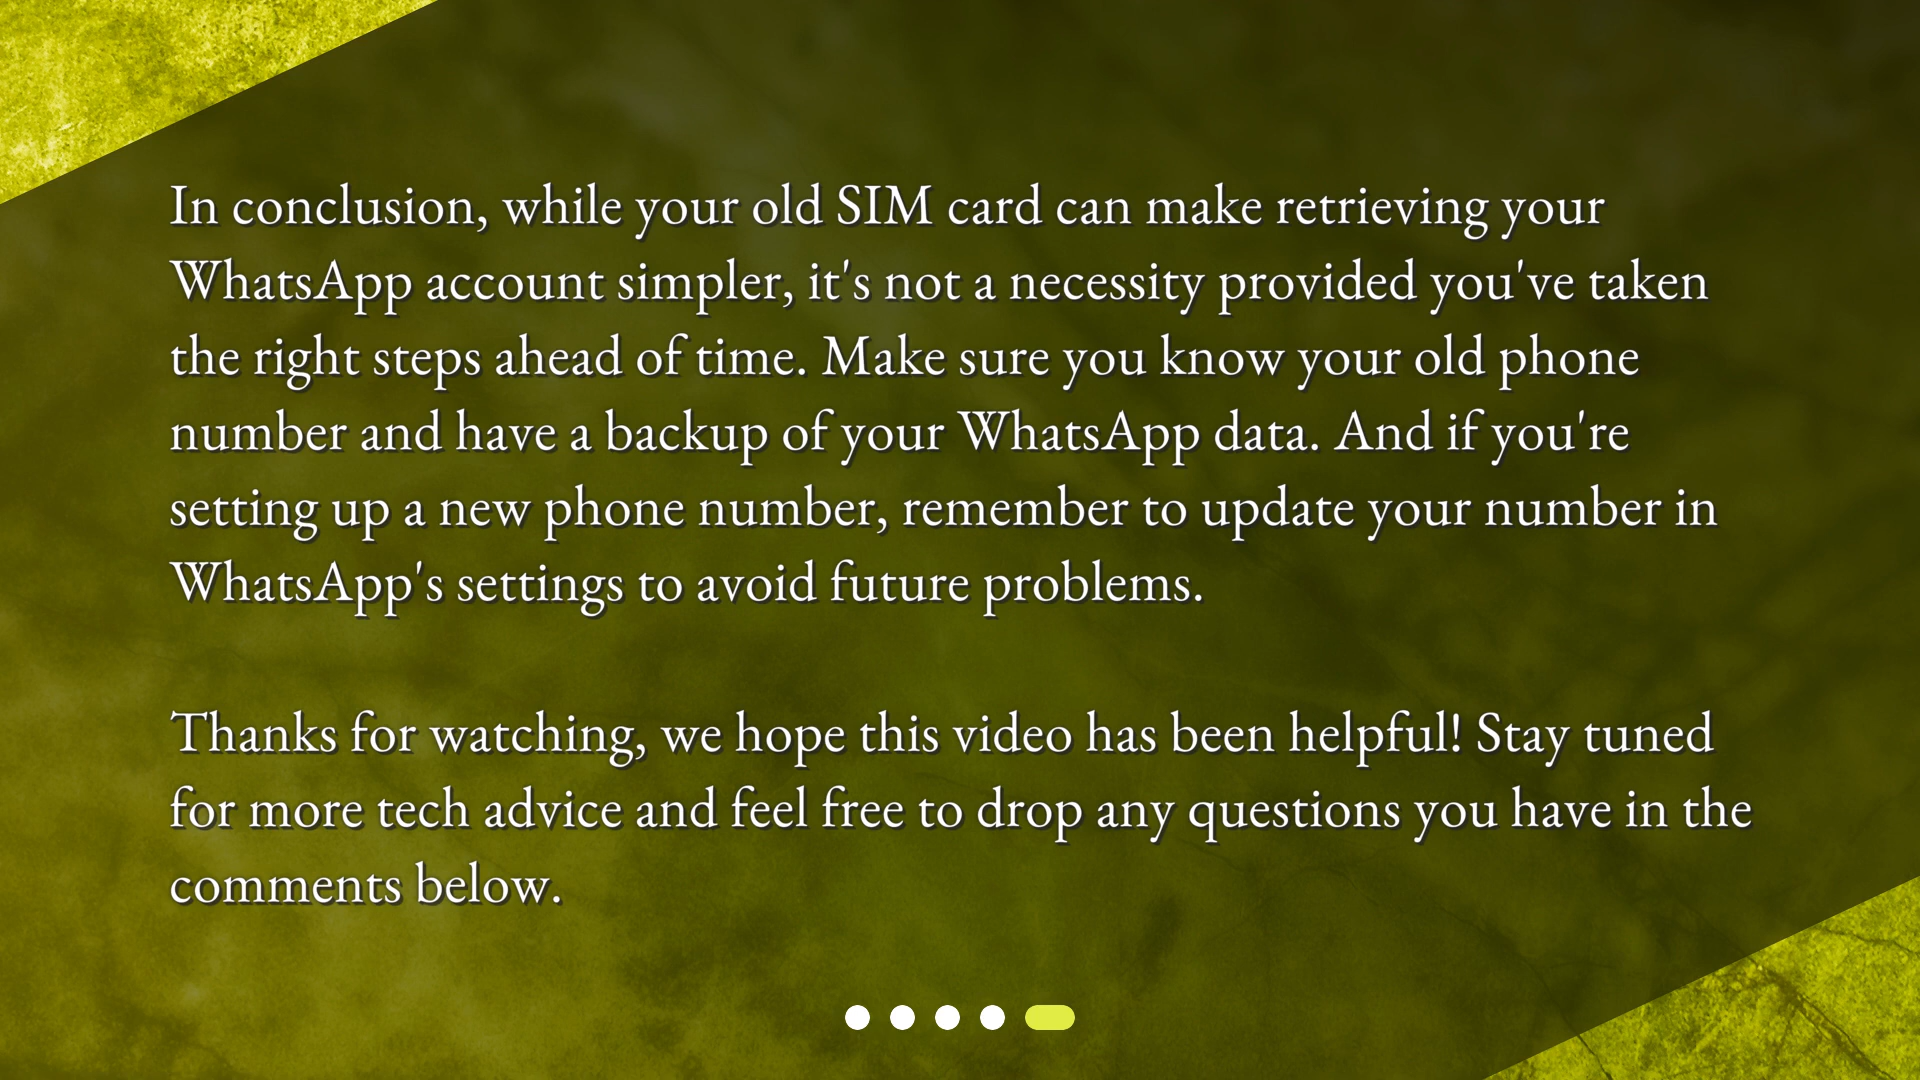 In conclusion, while your old SIM card can make retrieving your
WhatsApp account simpler, it's not a necessity provided you've taken
the right steps ahead of time. Make sure you know your old phone
number and have a backup of your WhatsApp data. And if you're
setting up a new phone number, remember to update your number in
WhatsApp's settings to avoid future problems.
Thanks for watching, we hope this video has been helpful! Stay tuned
for more tech advice and feel free to drop any questions you have in the
comments below.